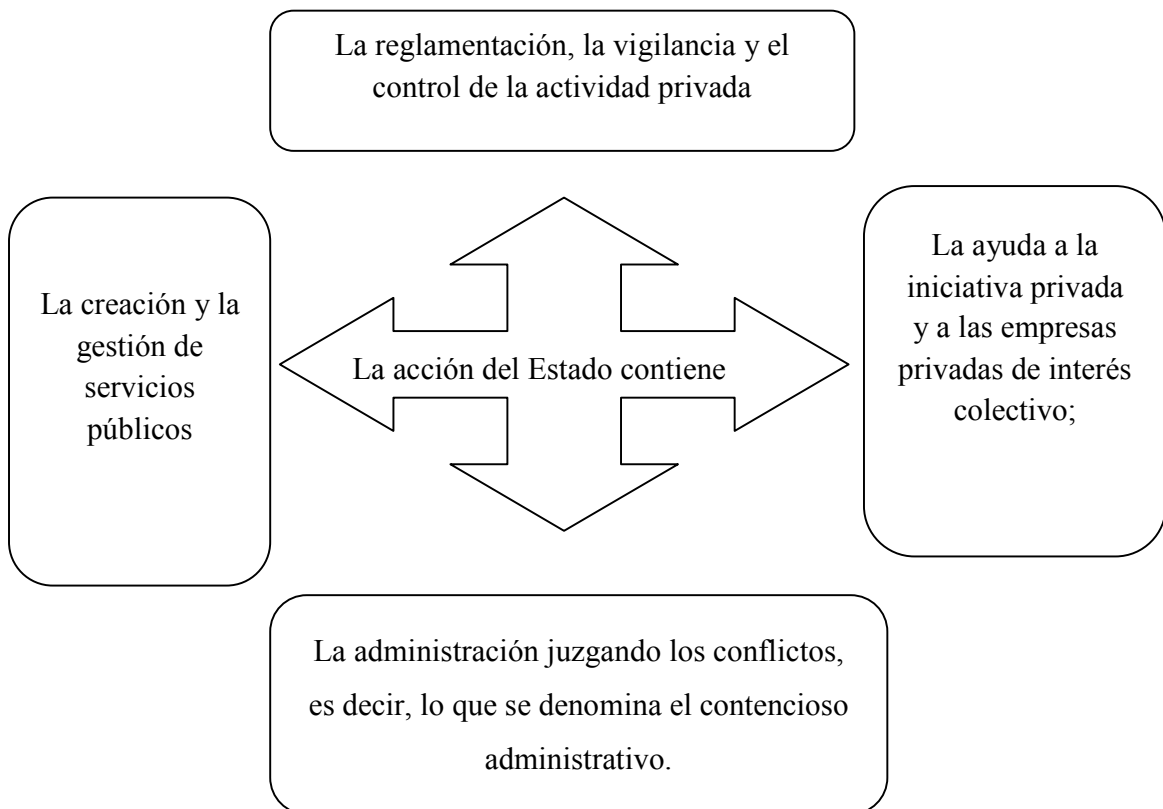 La reglamentación, la vigilancia y el
control de la actividad privada
La creación y la
gestión de
servicios
públicos
La acción del Estado contiene
La ayuda a la
iniciativa privada
y a las empresas
privadas de interés
colectivo;
La administración juzgando los conflictos,
es decir, lo que se denomina el contencioso
administrativo.